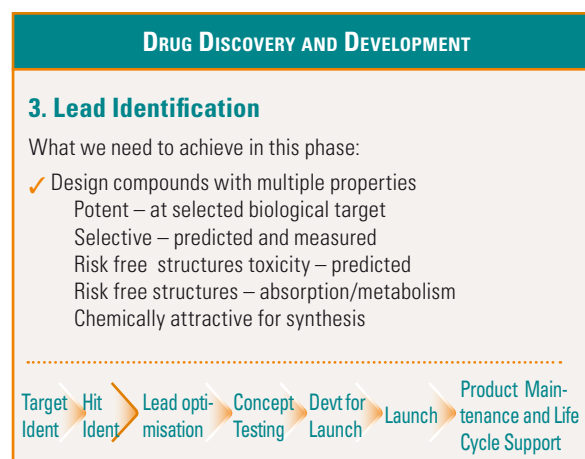 DRUG DISCOVERY AND DEVELOPMENT
3. Lead Identification
What we need to achieve in this phase:
✓ Design compounds with multiple properties
Potent – at selected biological target
Selective – predicted and measured
Risk free structures toxicity – predicted
Risk free structures – absorption/metabolism
Chemically attractive for synthesis
Target
Ident
Hit
Ident
Lead opti-
misation
Concept
Testing
Devt for
Launch
Launch
Product Main-
tenance and Life
Cycle Support